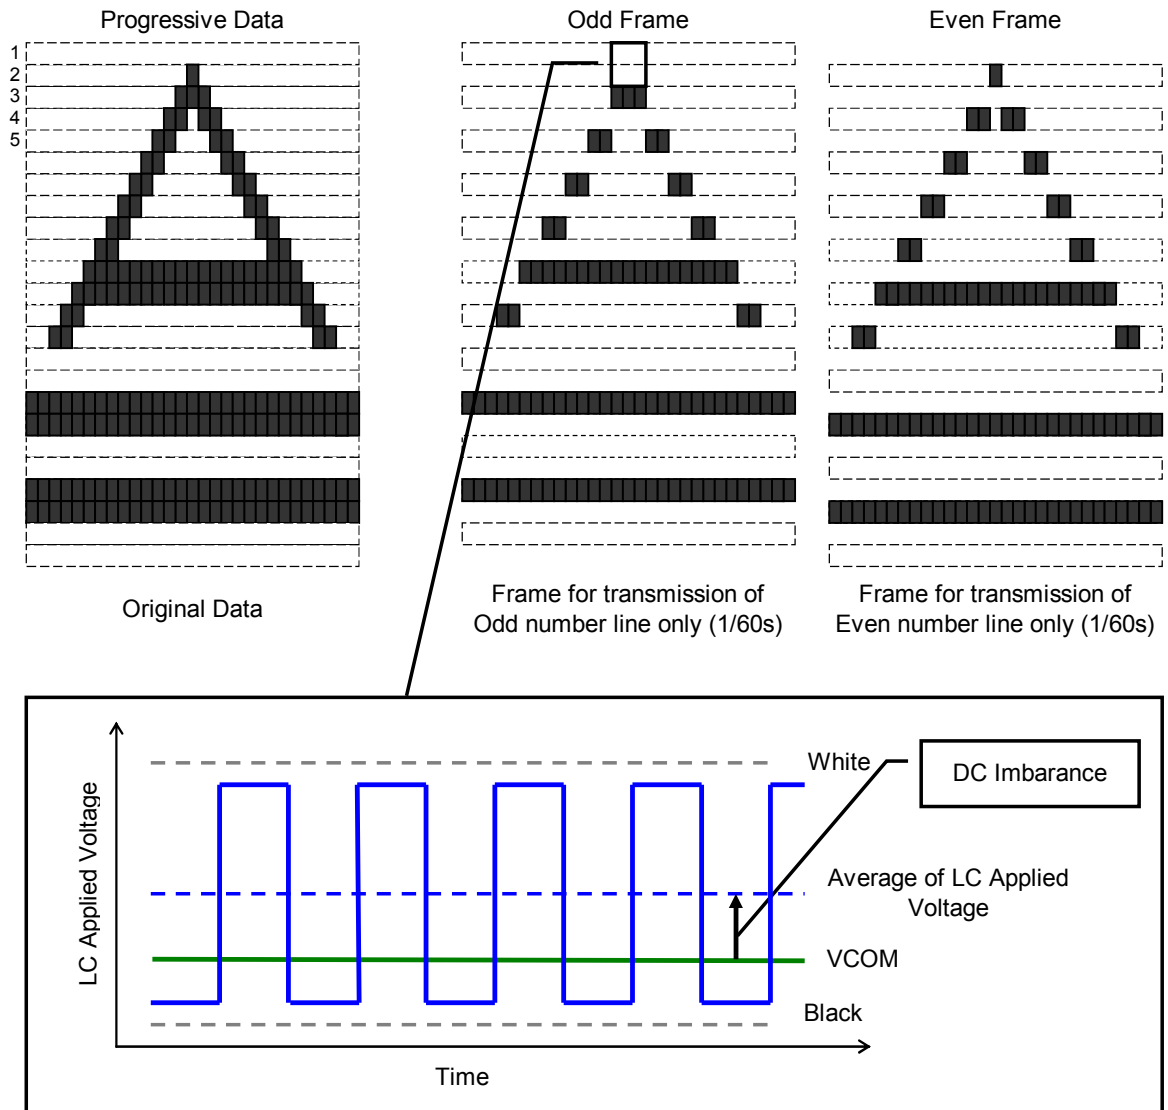 Progressive Data
Odd Frame
Even Frame
1
2
3
4
5
Original Data
Frame for transmission of
Odd number line only (1/60s)
Frame for transmission of
Even number line only (1/60s)
LC Applied Voltage
White
DC Imbarance
Average of LC Applied
Voltage
VCOM
Black
Time